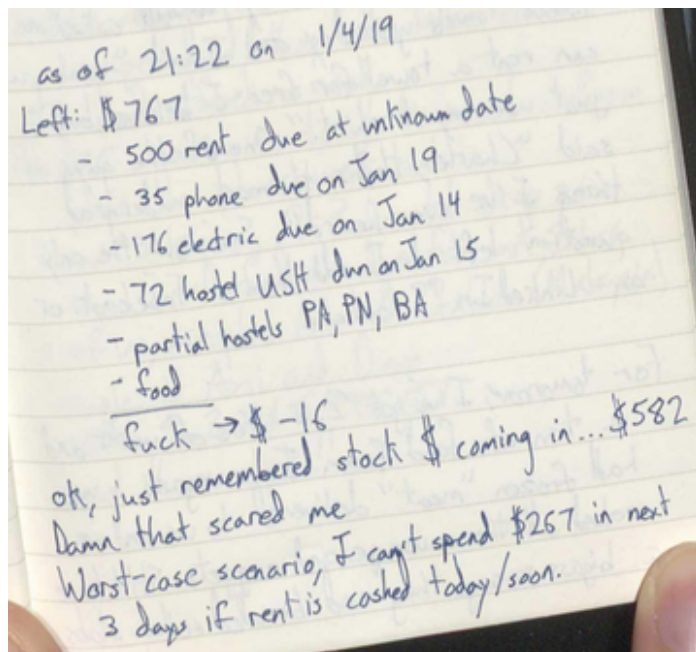 as of 21:22 on 1/4/19
Left: $767
- 500 rent due at unknown date
- 35 phone due on Jan 19
- 176 electric due on Jan 14
- 72 hostel USH due on Jan 15
- partial hostels PA, PN, BA
- food
fuck → $ -16
ok, just remembered stock $ coming in... $582
Damn that scared me
Worst-case scenario, I can't spend $267 in next
3 days if rent is cashed today/soon.